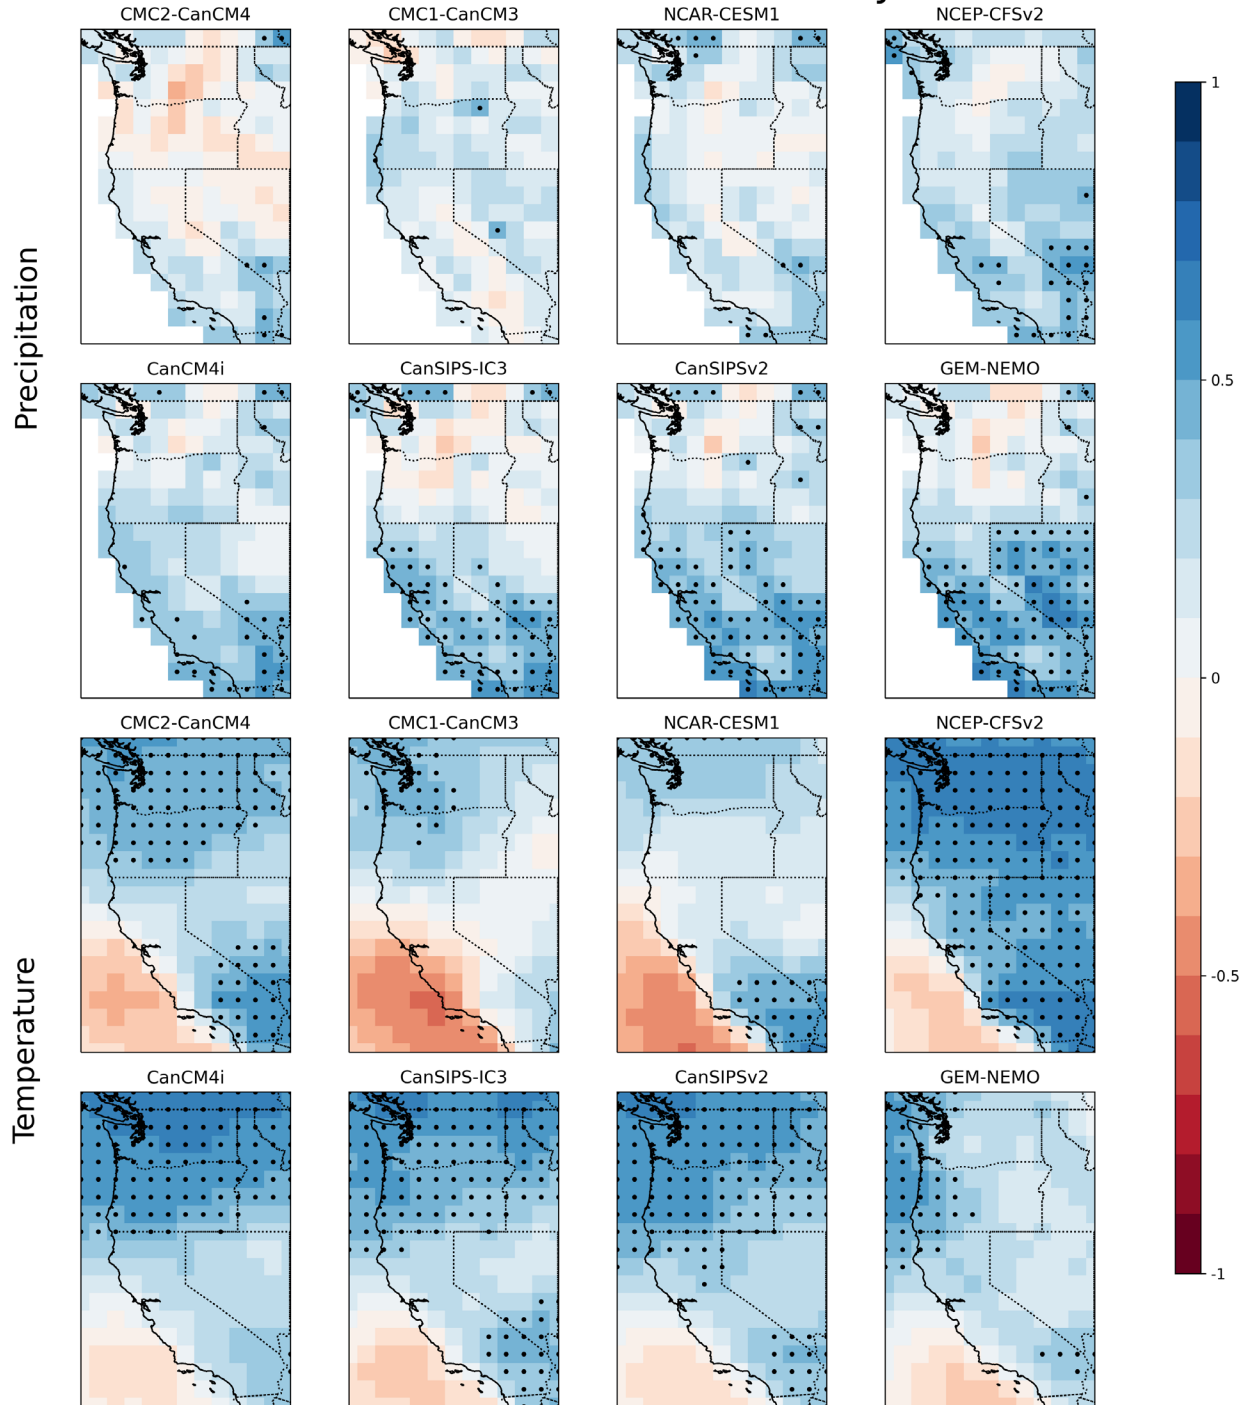 CMC2-CanCM4 CMC1-CanCM3 NCAR-CESM1 NCEP-CFSv2
Precipitation
CanCM4i CanSIPS-IC3 CanSIPSv2 GEM-NEMO
CMC2-CanCM4 CMC1-CanCM3 NCAR-CESM1 NCEP-CFSv2
Temperature
CanCM4i CanSIPS-IC3 CanSIPSv2 GEM-NEMO
1
0.5
0
-0.5
-1